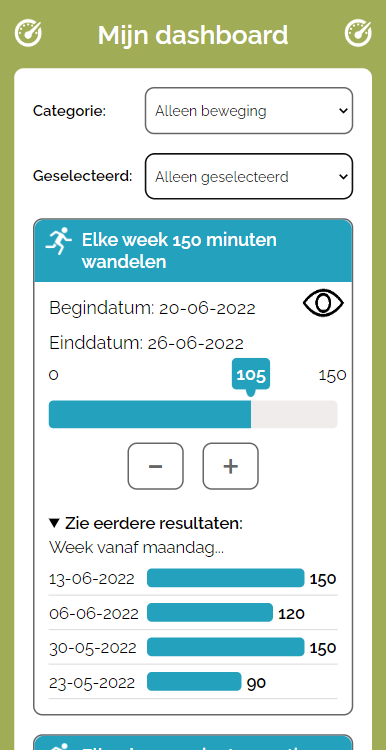 Mijn dashboard
Categorie: Alleen beweging
Geselecteerd: Alleen geselecteerd
Elke week 150 minuten
wandelen
Begindatum: 20-06-2022
Einddatum: 26-06-2022
0 105 150
− +
▼ Zie eerdere resultaten:
Week vanaf maandag...
13-06-2022 150
06-06-2022 120
30-05-2022 150
23-05-2022 90